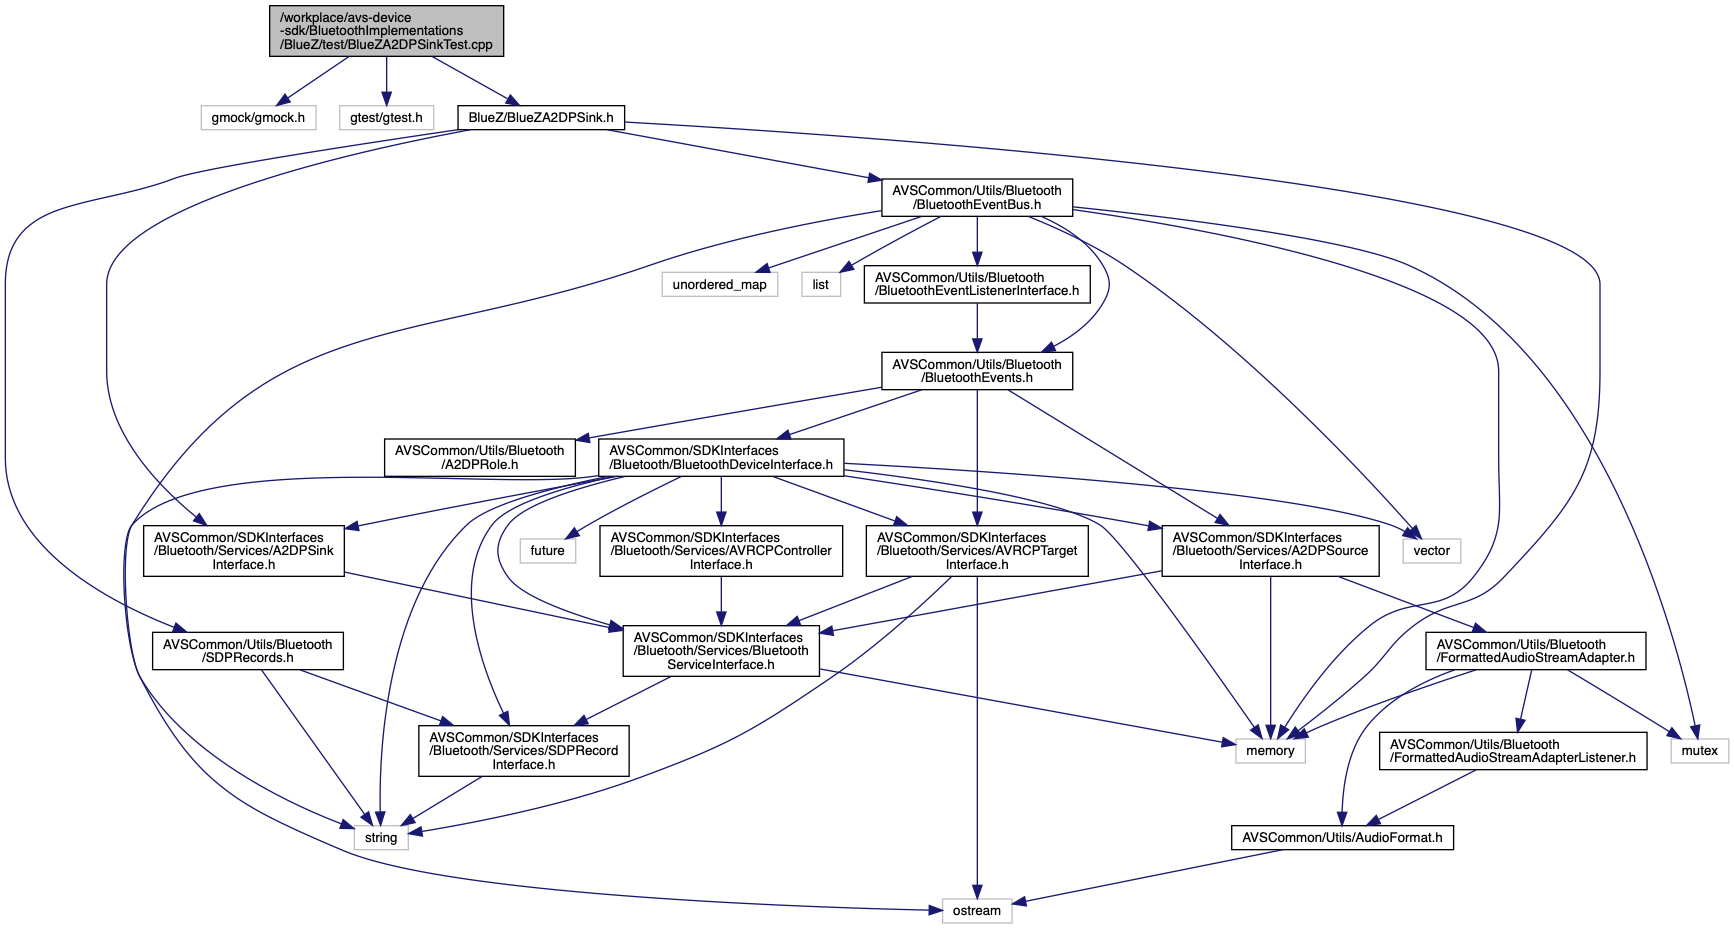 /workplace/avs-device
-sdk/BluetoothImplementations
/BlueZ/test/BlueZA2DPSinkTest.cpp
gmock/gmock.h
gtest/gtest.h
BlueZ/BlueZA2DPSink.h
AVSCommon/Utils/Bluetooth
/BluetoothEventBus.h
unordered_map
list
AVSCommon/Utils/Bluetooth
/BluetoothEventListenerInterface.h
AVSCommon/Utils/Bluetooth
/BluetoothEvents.h
AVSCommon/Utils/Bluetooth
/A2DPRole.h
AVSCommon/SDKInterfaces
/Bluetooth/BluetoothDeviceInterface.h
AVSCommon/SDKInterfaces
/Bluetooth/Services/A2DPSink
Interface.h
future
AVSCommon/SDKInterfaces
/Bluetooth/Services/AVRCPController
Interface.h
AVSCommon/SDKInterfaces
/Bluetooth/Services/AVRCPTarget
Interface.h
AVSCommon/SDKInterfaces
/Bluetooth/Services/A2DPSource
Interface.h
vector
AVSCommon/Utils/Bluetooth
/SDPRecords.h
AVSCommon/SDKInterfaces
/Bluetooth/Services/Bluetooth
ServiceInterface.h
AVSCommon/Utils/Bluetooth
/FormattedAudioStreamAdapter.h
AVSCommon/SDKInterfaces
/Bluetooth/Services/SDPRecord
Interface.h
memory
AVSCommon/Utils/Bluetooth
/FormattedAudioStreamAdapterListener.h
mutex
string
AVSCommon/Utils/AudioFormat.h
ostream